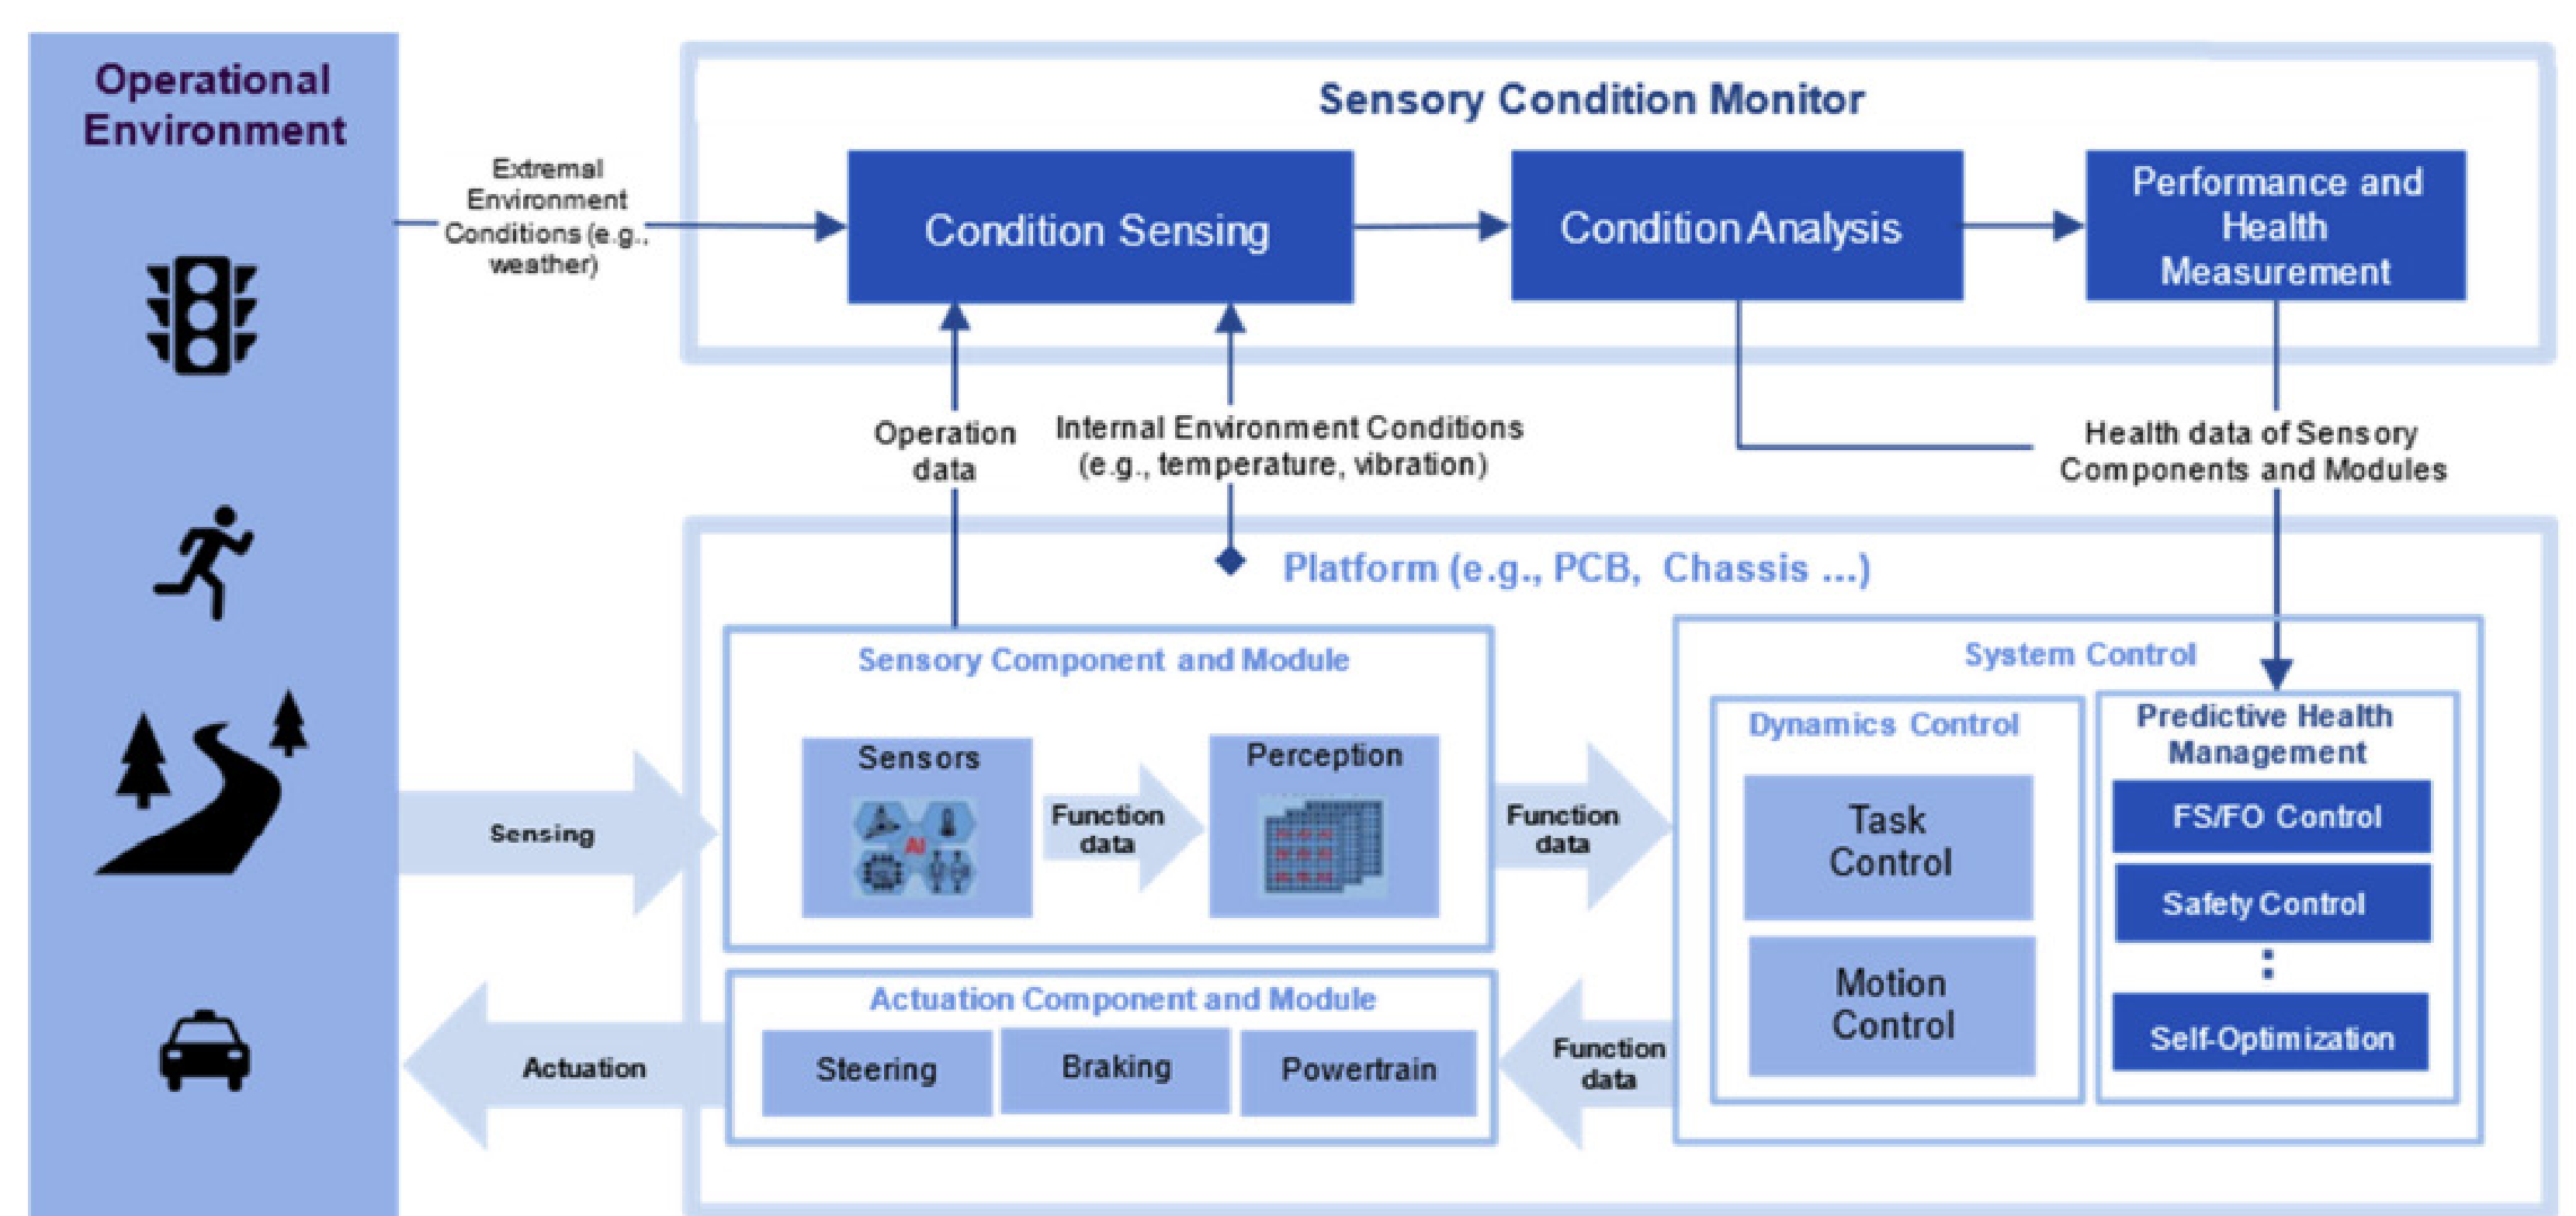 Operational
Environment
Sensory Condition Monitor
Extremal
Environment
Conditions (e.g.,
weather)
Condition Sensing
Condition Analysis
Performance and
Health
Measurement
Operation
data
Internal Environment Conditions
(e.g., temperature, vibration)
Health data of Sensory
Components and Modules
Platform (e.g., PCB, Chassis ...)
Sensory Component and Module
Sensors
AI
Function
data
Perception
Sensing
Function
data
System Control
Dynamics Control
Task
Control
Motion
Control
Predictive Health
Management
FS/FO Control
Safety Control
Self-Optimization
Actuation Component and Module
Steering
Braking
Powertrain
Function
data
Actuation